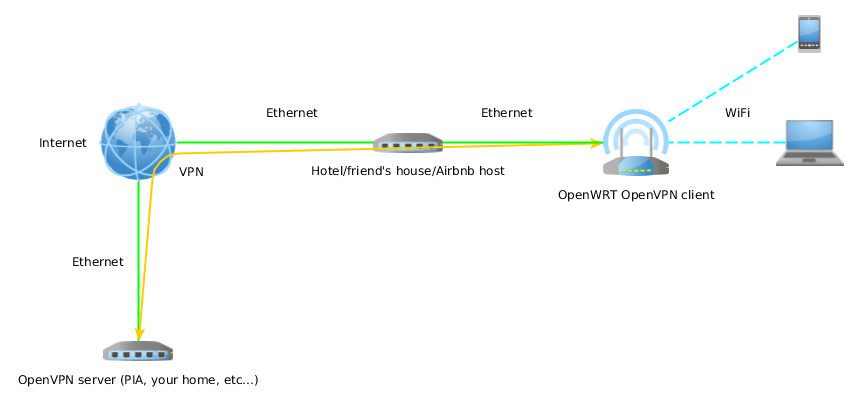 Ethernet
Ethernet
WiFi
Internet
VPN
Hotel/friend's house/Airbnb host
OpenWRT OpenVPN client
Ethernet
OpenVPN server (PIA, your home, etc...)